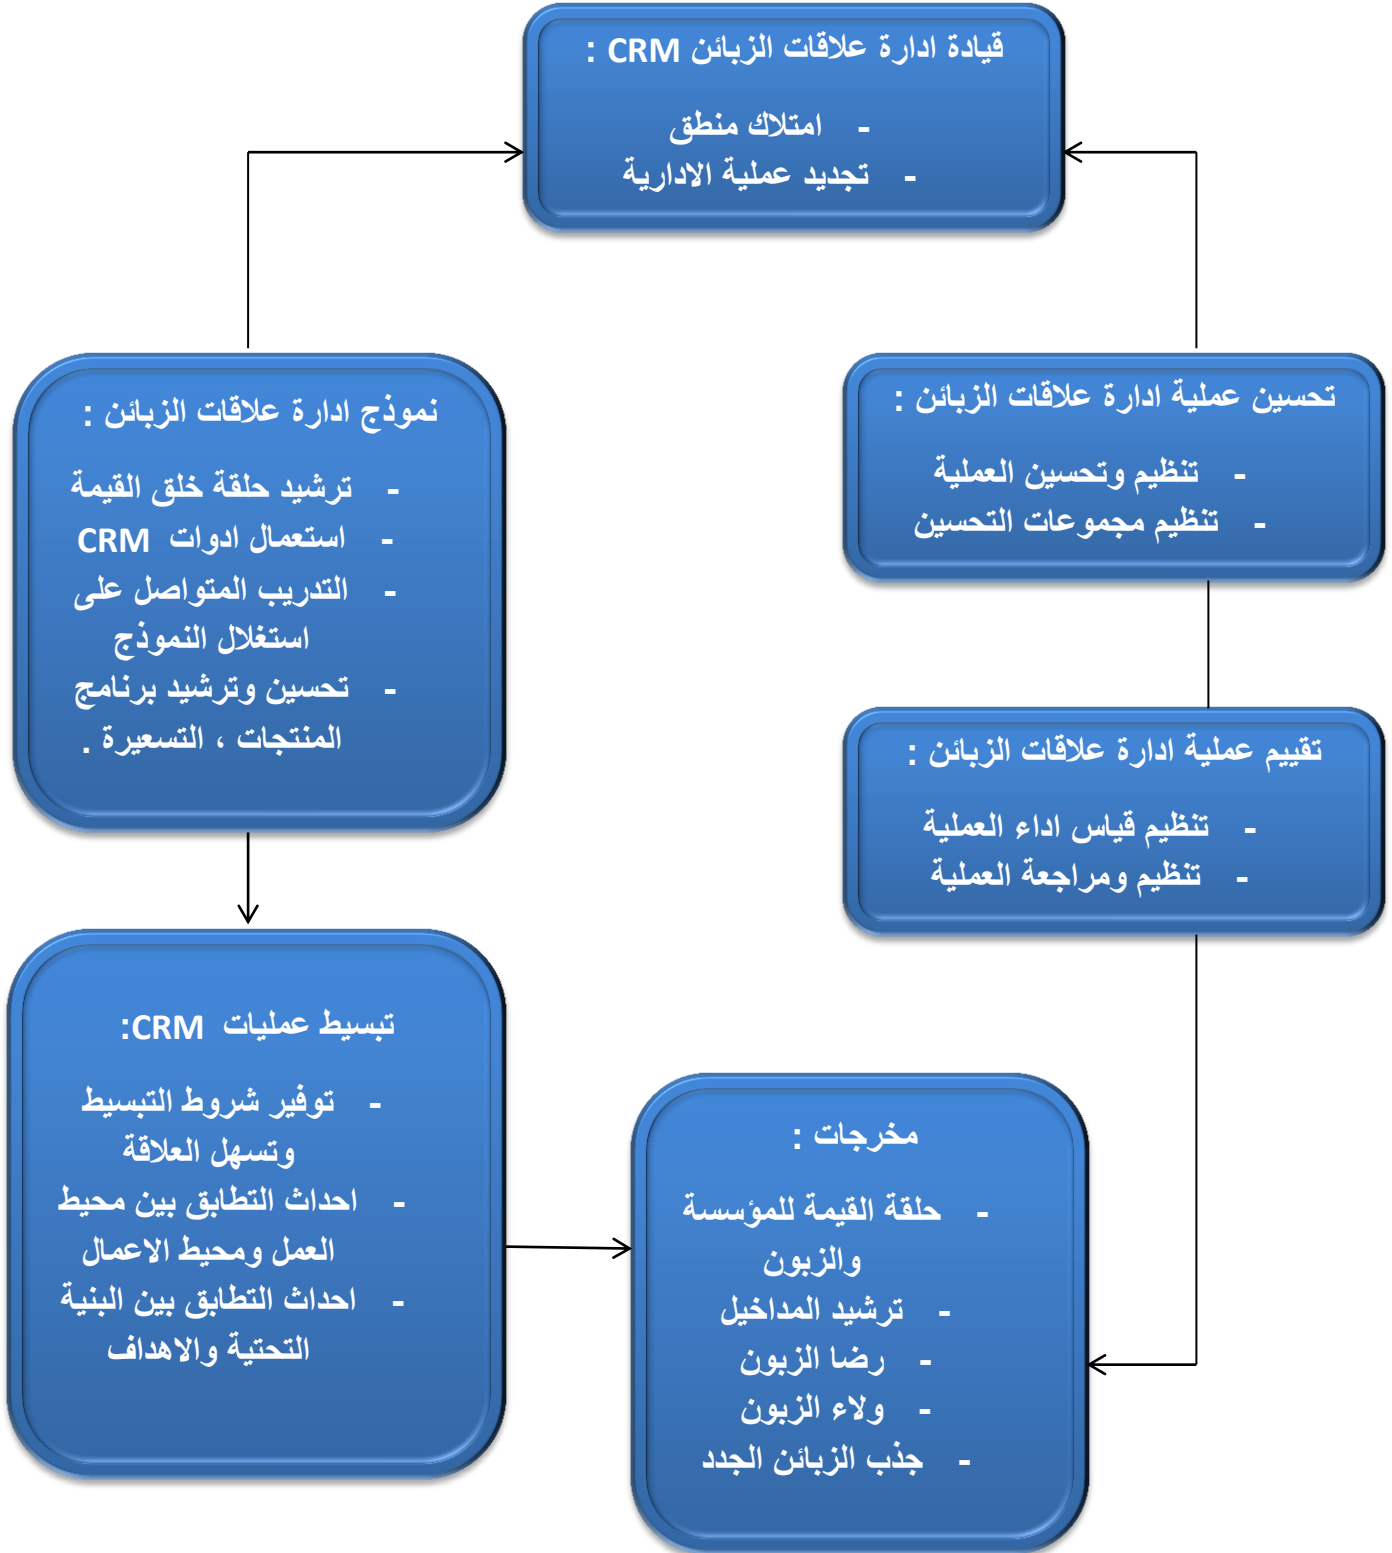 قيادة ادارة علاقات الزبائن CRM :
- امتلاك منطق
- تجديد عملية الادارية
تحسين عملية ادارة علاقات الزبائن :
- تنظيم وتحسين العملية
- تنظيم مجموعات التحسين
نموذج ادارة علاقات الزبائن :
- ترشيد حلقة خلق القيمة
- استعمال ادوات CRM
- التدريب المتواصل على
استغلال النموذج
- تحسين وترشيد برنامج
المنتجات ، التسعيرة .
تقييم عملية ادارة علاقات الزبائن :
- تنظيم قياس اداء العملية
- تنظيم ومراجعة العملية
تبسيط عمليات CRM:
- توفير شروط التبسيط
وتسهل العلاقة
- احداث التطابق بين محيط
العمل ومحيط الاعمال
- احداث التطابق بين البنية
التحتية والاهداف
مخرجات :
- حلقة القيمة للمؤسسة
والزبون
- ترشيد المداخيل
- رضا الزبون
- ولاء الزبون
- جذب الزبائن الجدد